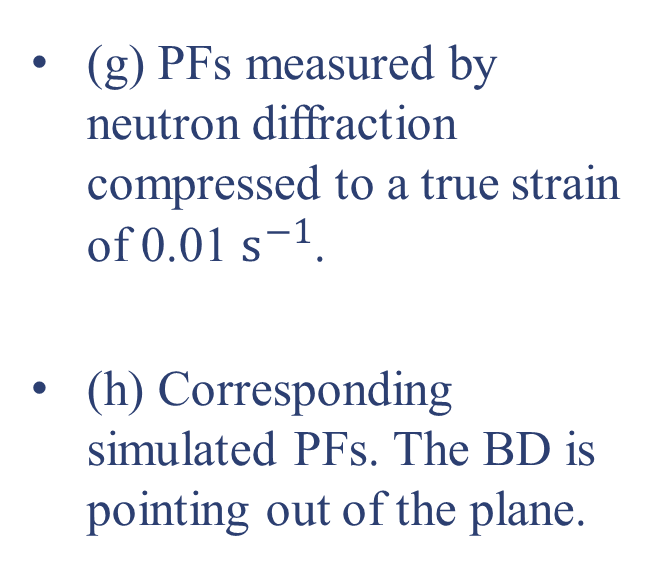 • (g) PFs measured by
neutron diffraction
compressed to a true strain
of 0.01 s⁻¹.
• (h) Corresponding
simulated PFs. The BD is
pointing out of the plane.